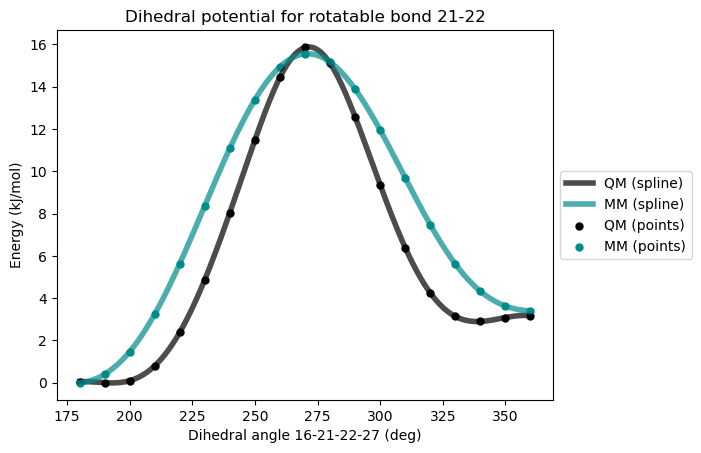 Dihedral potential for rotatable bond 21-22
Energy (kJ/mol)
16
14
12
10
8
6
4
2
0
175
200
225
250
275
300
325
350
Dihedral angle 16-21-22-27 (deg)
QM (spline)
MM (spline)
QM (points)
MM (points)